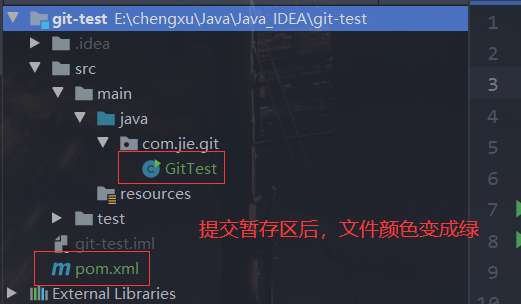 git-test E:\chengxu\Java\Java_IDEA\git-test
.idea
src
main
java
com.jie.git
GitTest
resources
test
提交暂存区后，文件颜色变成绿
git-test.iml
pom.xml
External Libraries
1
2
3
4
5
6
7
8
9
10